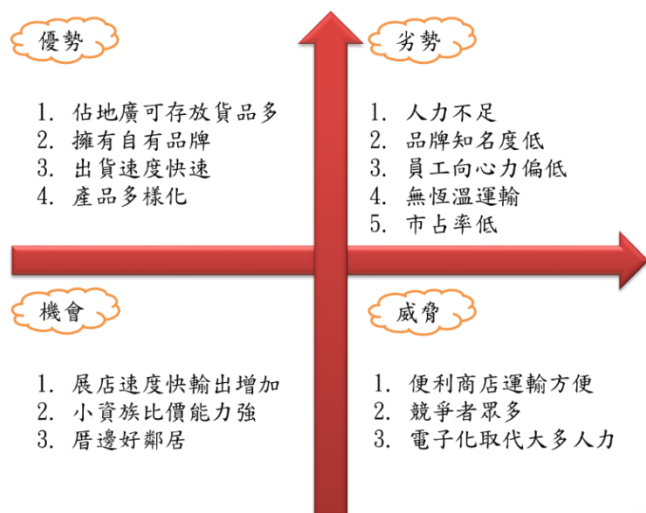 優勢
1. 佔地廣可存放貨品多
2. 擁有自有品牌
3. 出貨速度快速
4. 產品多樣化
劣勢
1. 人力不足
2. 品牌知名度低
3. 員工向心力偏低
4. 無恆溫運輸
5. 市占率低
機會
1. 展店速度快輸出增加
2. 小資族比價能力強
3. 厝邊好鄰居
威脅
1. 便利商店運輸方便
2. 競爭者眾多
3. 電子化取代大多人力